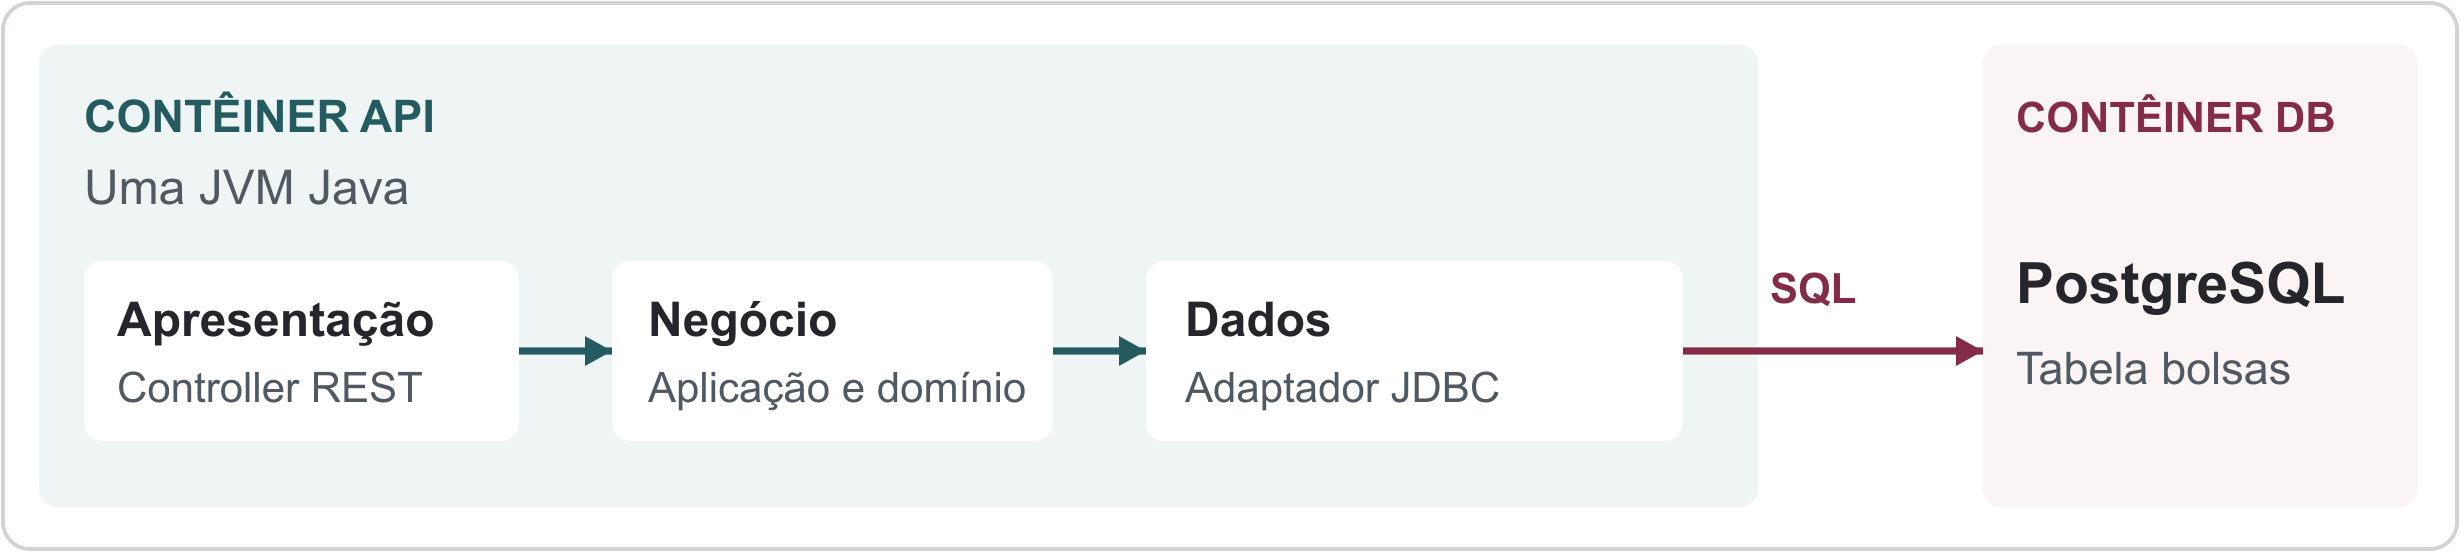 CONTÊINER API
Uma JVM Java
Apresentação
Controller REST
Negócio
Aplicação e domínio
Dados
Adaptador JDBC
SQL
CONTÊINER DB
PostgreSQL
Tabela bolsas